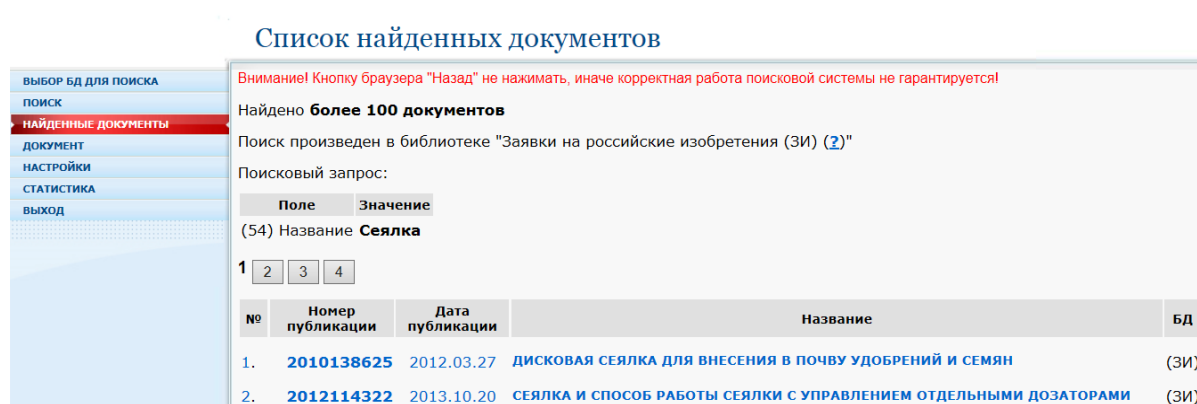 Список найденных документов
ВЫБОР БД ДЛЯ ПОИСКА
ПОИСК
НАЙДЕННЫЕ ДОКУМЕНТЫ
ДОКУМЕНТ
НАСТРОЙКИ
СТАТИСТИКА
ВЫХОД
Внимание! Кнопку браузера "Назад" не нажимать, иначе корректная работа поисковой системы не гарантируется!
Найдено более 100 документов
Поиск произведен в библиотеке "Заявки на российские изобретения (ЗИ) (?)"
Поисковый запрос:
Поле Значение
(54) Название Сеялка
1 2 3 4
№ Номер публикации Дата публикации Название БД
1. 2010138625 2012.03.27 ДИСКОВАЯ СЕЯЛКА ДЛЯ ВНЕСЕНИЯ В ПОЧВУ УДОБРЕНИЙ И СЕМЯН (ЗИ)
2. 2012114322 2013.10.20 СЕЯЛКА И СПОСОБ РАБОТЫ СЕЯЛКИ С УПРАВЛЕНИЕМ ОТДЕЛЬНЫМИ ДОЗАТОРАМИ (ЗИ)